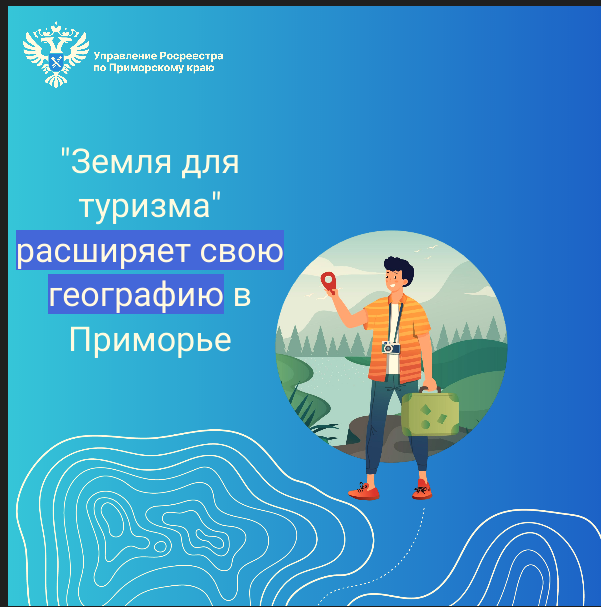 Управление Росреестра
по Приморскому краю
"Земля для
туризма"
расширяет свою
географию в
Приморье